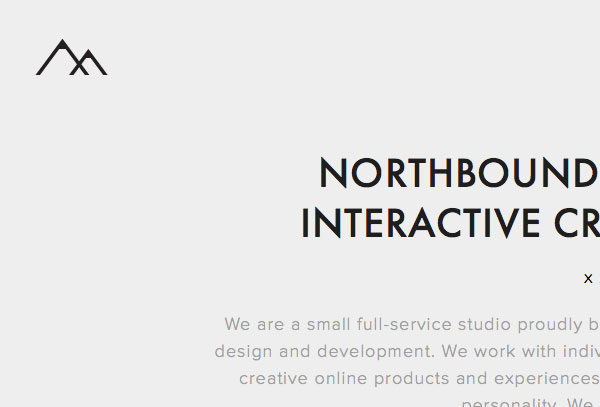 NORTHBOUND
INTERACTIVE CR
x
We are a small full-service studio proudly b
design and development. We work with indiv
creative online products and experiences
personality. We